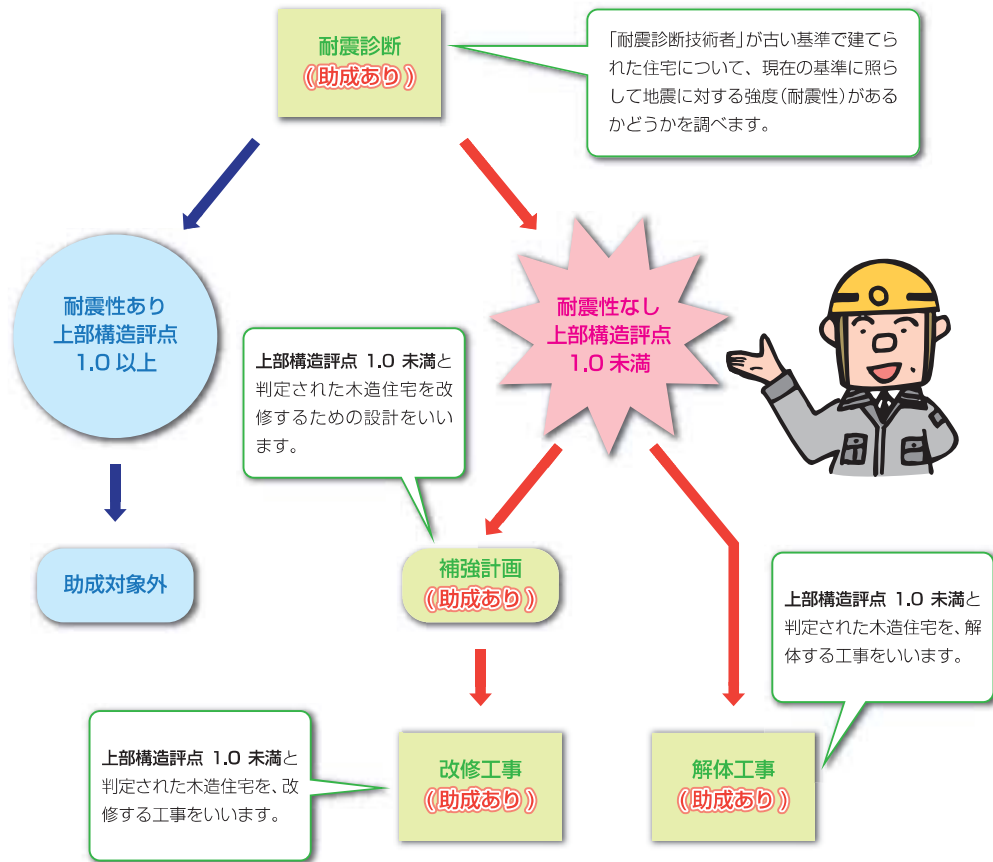 耐震診断
(助成あり)
「耐震診断技術者」が古い基準で建てら
れた住宅について、現在の基準に照ら
して地震に対する強度(耐震性)がある
かどうかを調べます。
耐震性あり
上部構造評点
1.0 以上
耐震性なし
上部構造評点
1.0 未満
上部構造評点 1.0 未満と
判定された木造住宅を改
修するための設計をいい
ます。
助成対象外
補強計画
(助成あり)
上部構造評点 1.0 未満と
判定された木造住宅を、解
体する工事をいいます。
上部構造評点 1.0 未満と
判定された木造住宅を、改
修する工事をいいます。
改修工事
(助成あり)
解体工事
(助成あり)